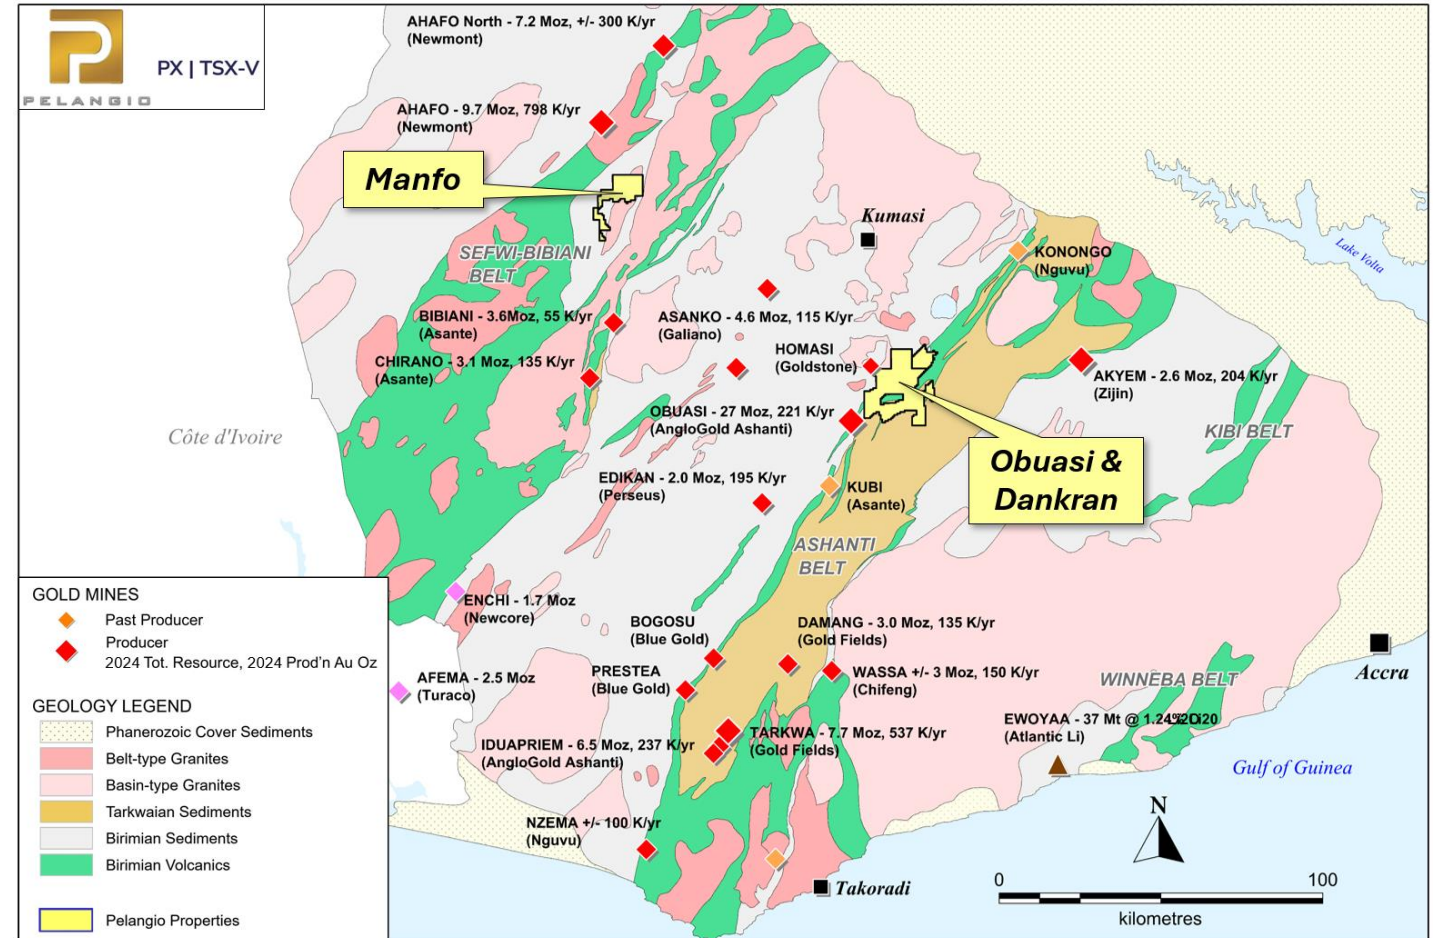 PELANGIO
PX | TSX-V
AHAFO North - 7.2 Moz, +/- 300 K/yr
(Newmont)
AHAFO - 9.7 Moz, 798 K/yr
(Newmont)
Manfo
Kumasi
SEFWI-BIBIANI
BELT
KONONGO
(Nguvu)
Lake Volta
BIBIANI - 3.6Moz, 55 K/yr
(Asante)
ASANKO - 4.6 Moz, 115 K/yr
(Galiano)
CHIRANO - 3.1 Moz, 135 K/yr
(Asante)
HOMASI
(Goldstone)
AKYEM - 2.6 Moz, 204 K/yr
(Zijin)
OBUASI - 27 Moz, 221 K/yr
(AngloGold Ashanti)
Côte d'Ivoire
KIBI BELT
Obuasi &
Dankran
EDIKAN - 2.0 Moz, 195 K/yr
(Perseus)
KUBI
(Asante)
ASHANTI
BELT
ENCHI - 1.7 Moz
(Newcore)
BOGOSU
(Blue Gold)
DAMANG - 3.0 Moz, 135 K/yr
(Gold Fields)
PRESTEA
(Blue Gold)
WASSA +/- 3 Moz, 150 K/yr
(Chifeng)
AFEMA - 2.5 Moz
(Turaco)
Accra
WINNEBA BELT
EWOYAA - 37 Mt @ 1.24%
(Atlantic Li)
TARKWA - 7.7 Moz, 537 K/yr
(Gold Fields)
IDUAPRIEM - 6.5 Moz, 237 K/yr
(AngloGold Ashanti)
Gulf of Guinea
NZEMA +/- 100 K/yr
(Nguvu)
Takoradi
N
0 100
kilometres
GOLD MINES
Past Producer
Producer
2024 Tot. Resource, 2024 Prod'n Au Oz
GEOLOGY LEGEND
Phanerozoic Cover Sediments
Belt-type Granites
Basin-type Granites
Tarkwaian Sediments
Birimian Sediments
Birimian Volcanics
Pelangio Properties